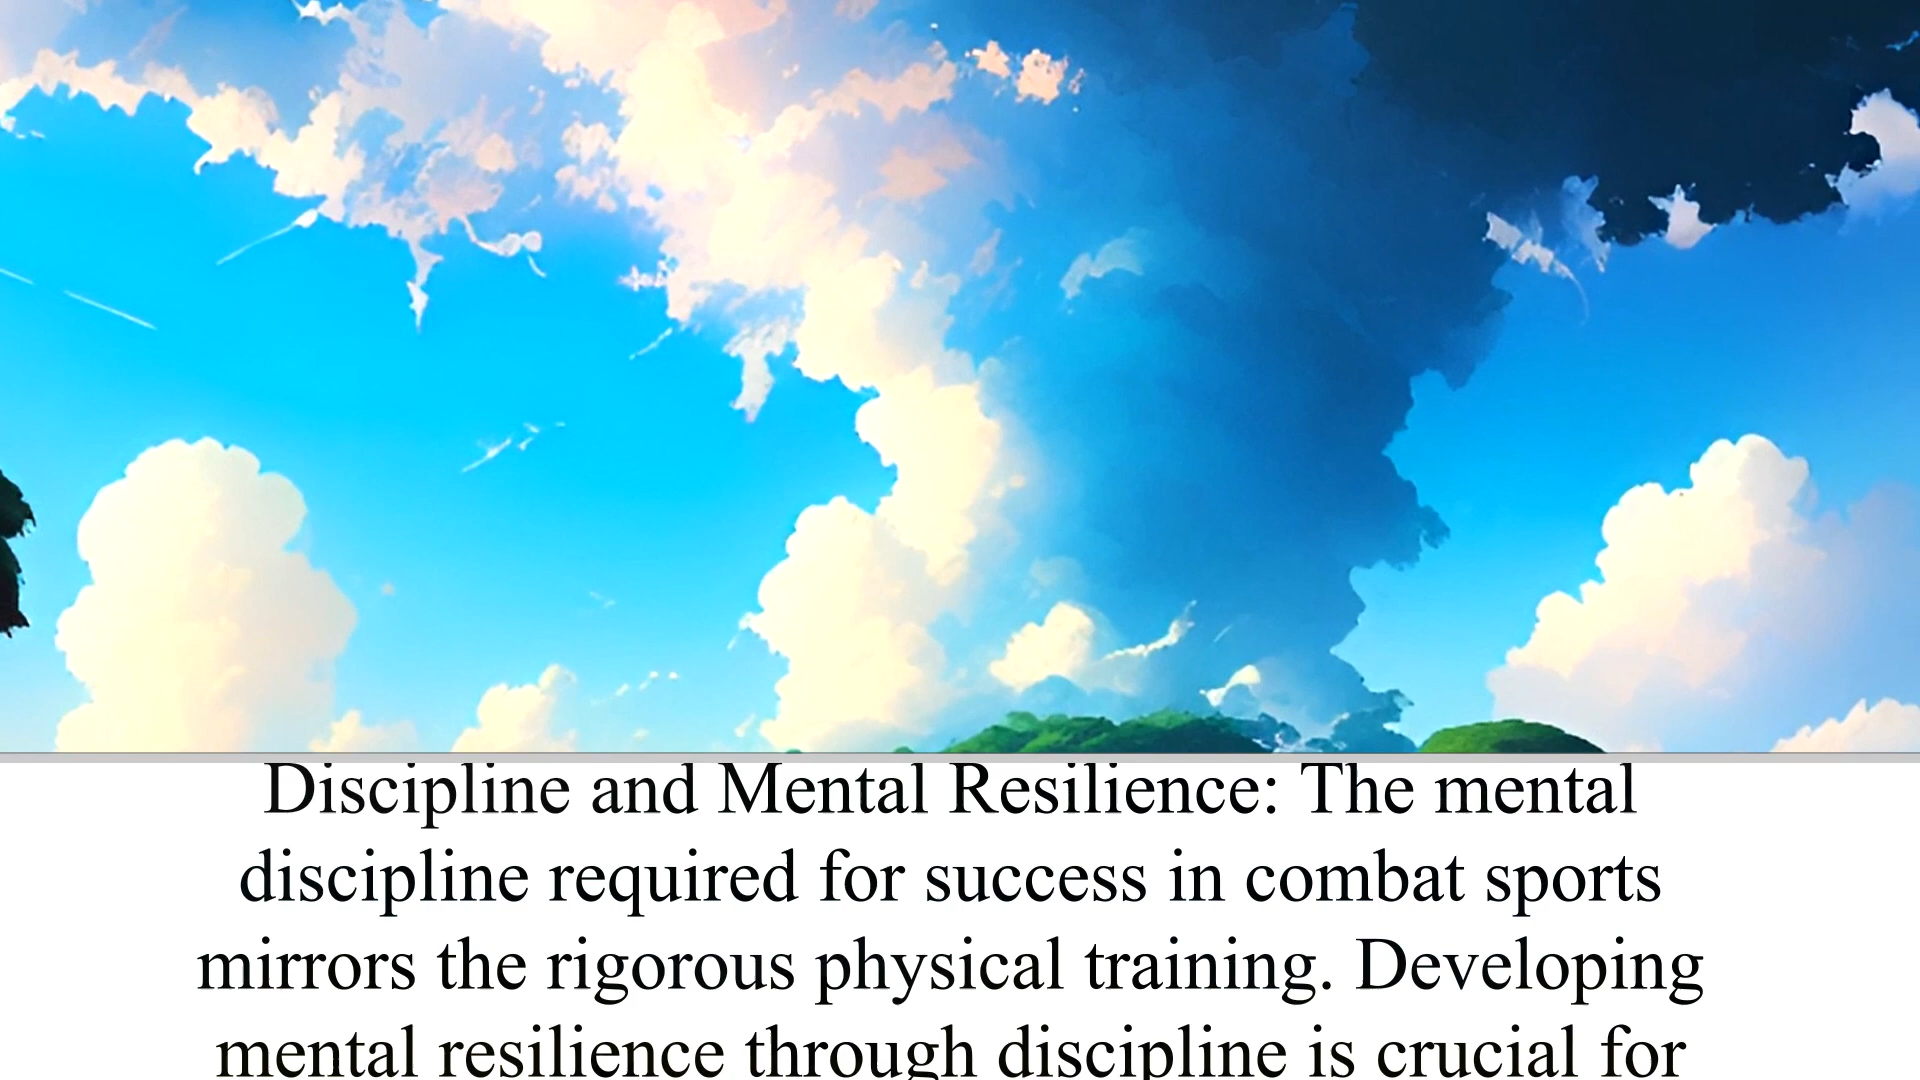 Discipline and Mental Resilience: The mental
discipline required for success in combat sports
mirrors the rigorous physical training. Developing
mental resilience through discipline is crucial for